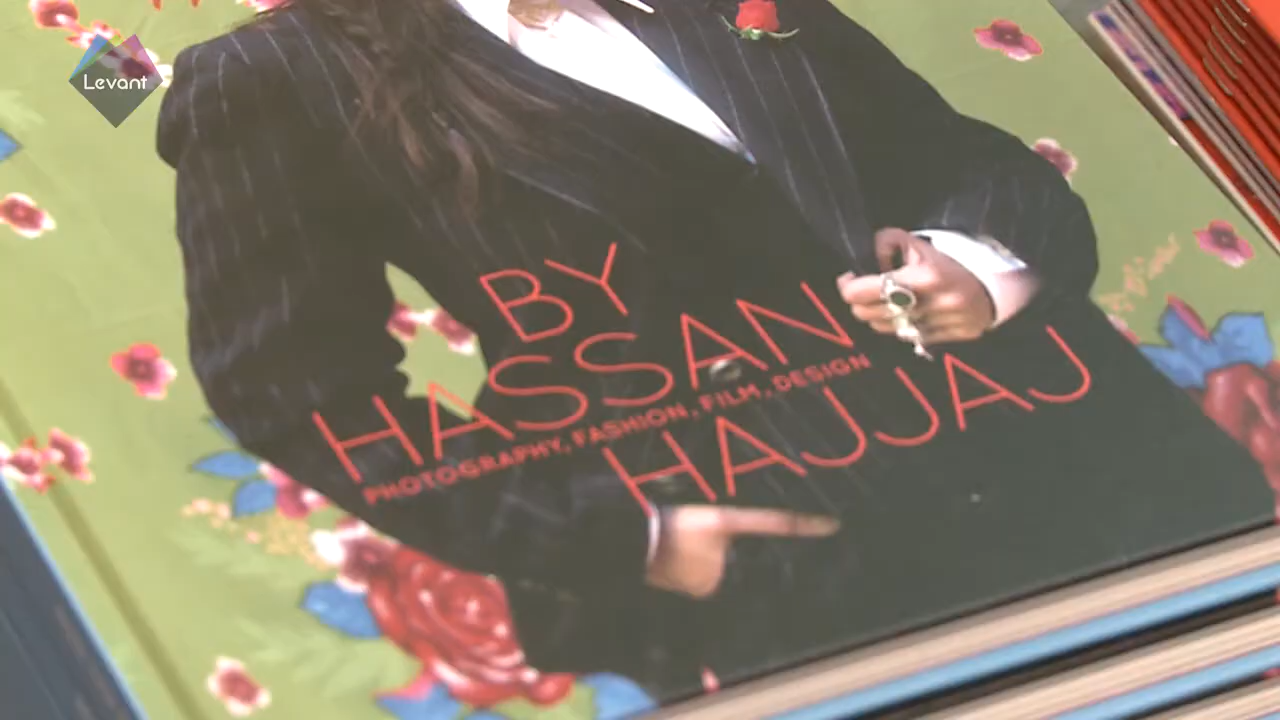 Levant
BY
HASSAN
PHOTOGRAPHY, FASHION, FILM, DESIGN
HAJJAJ